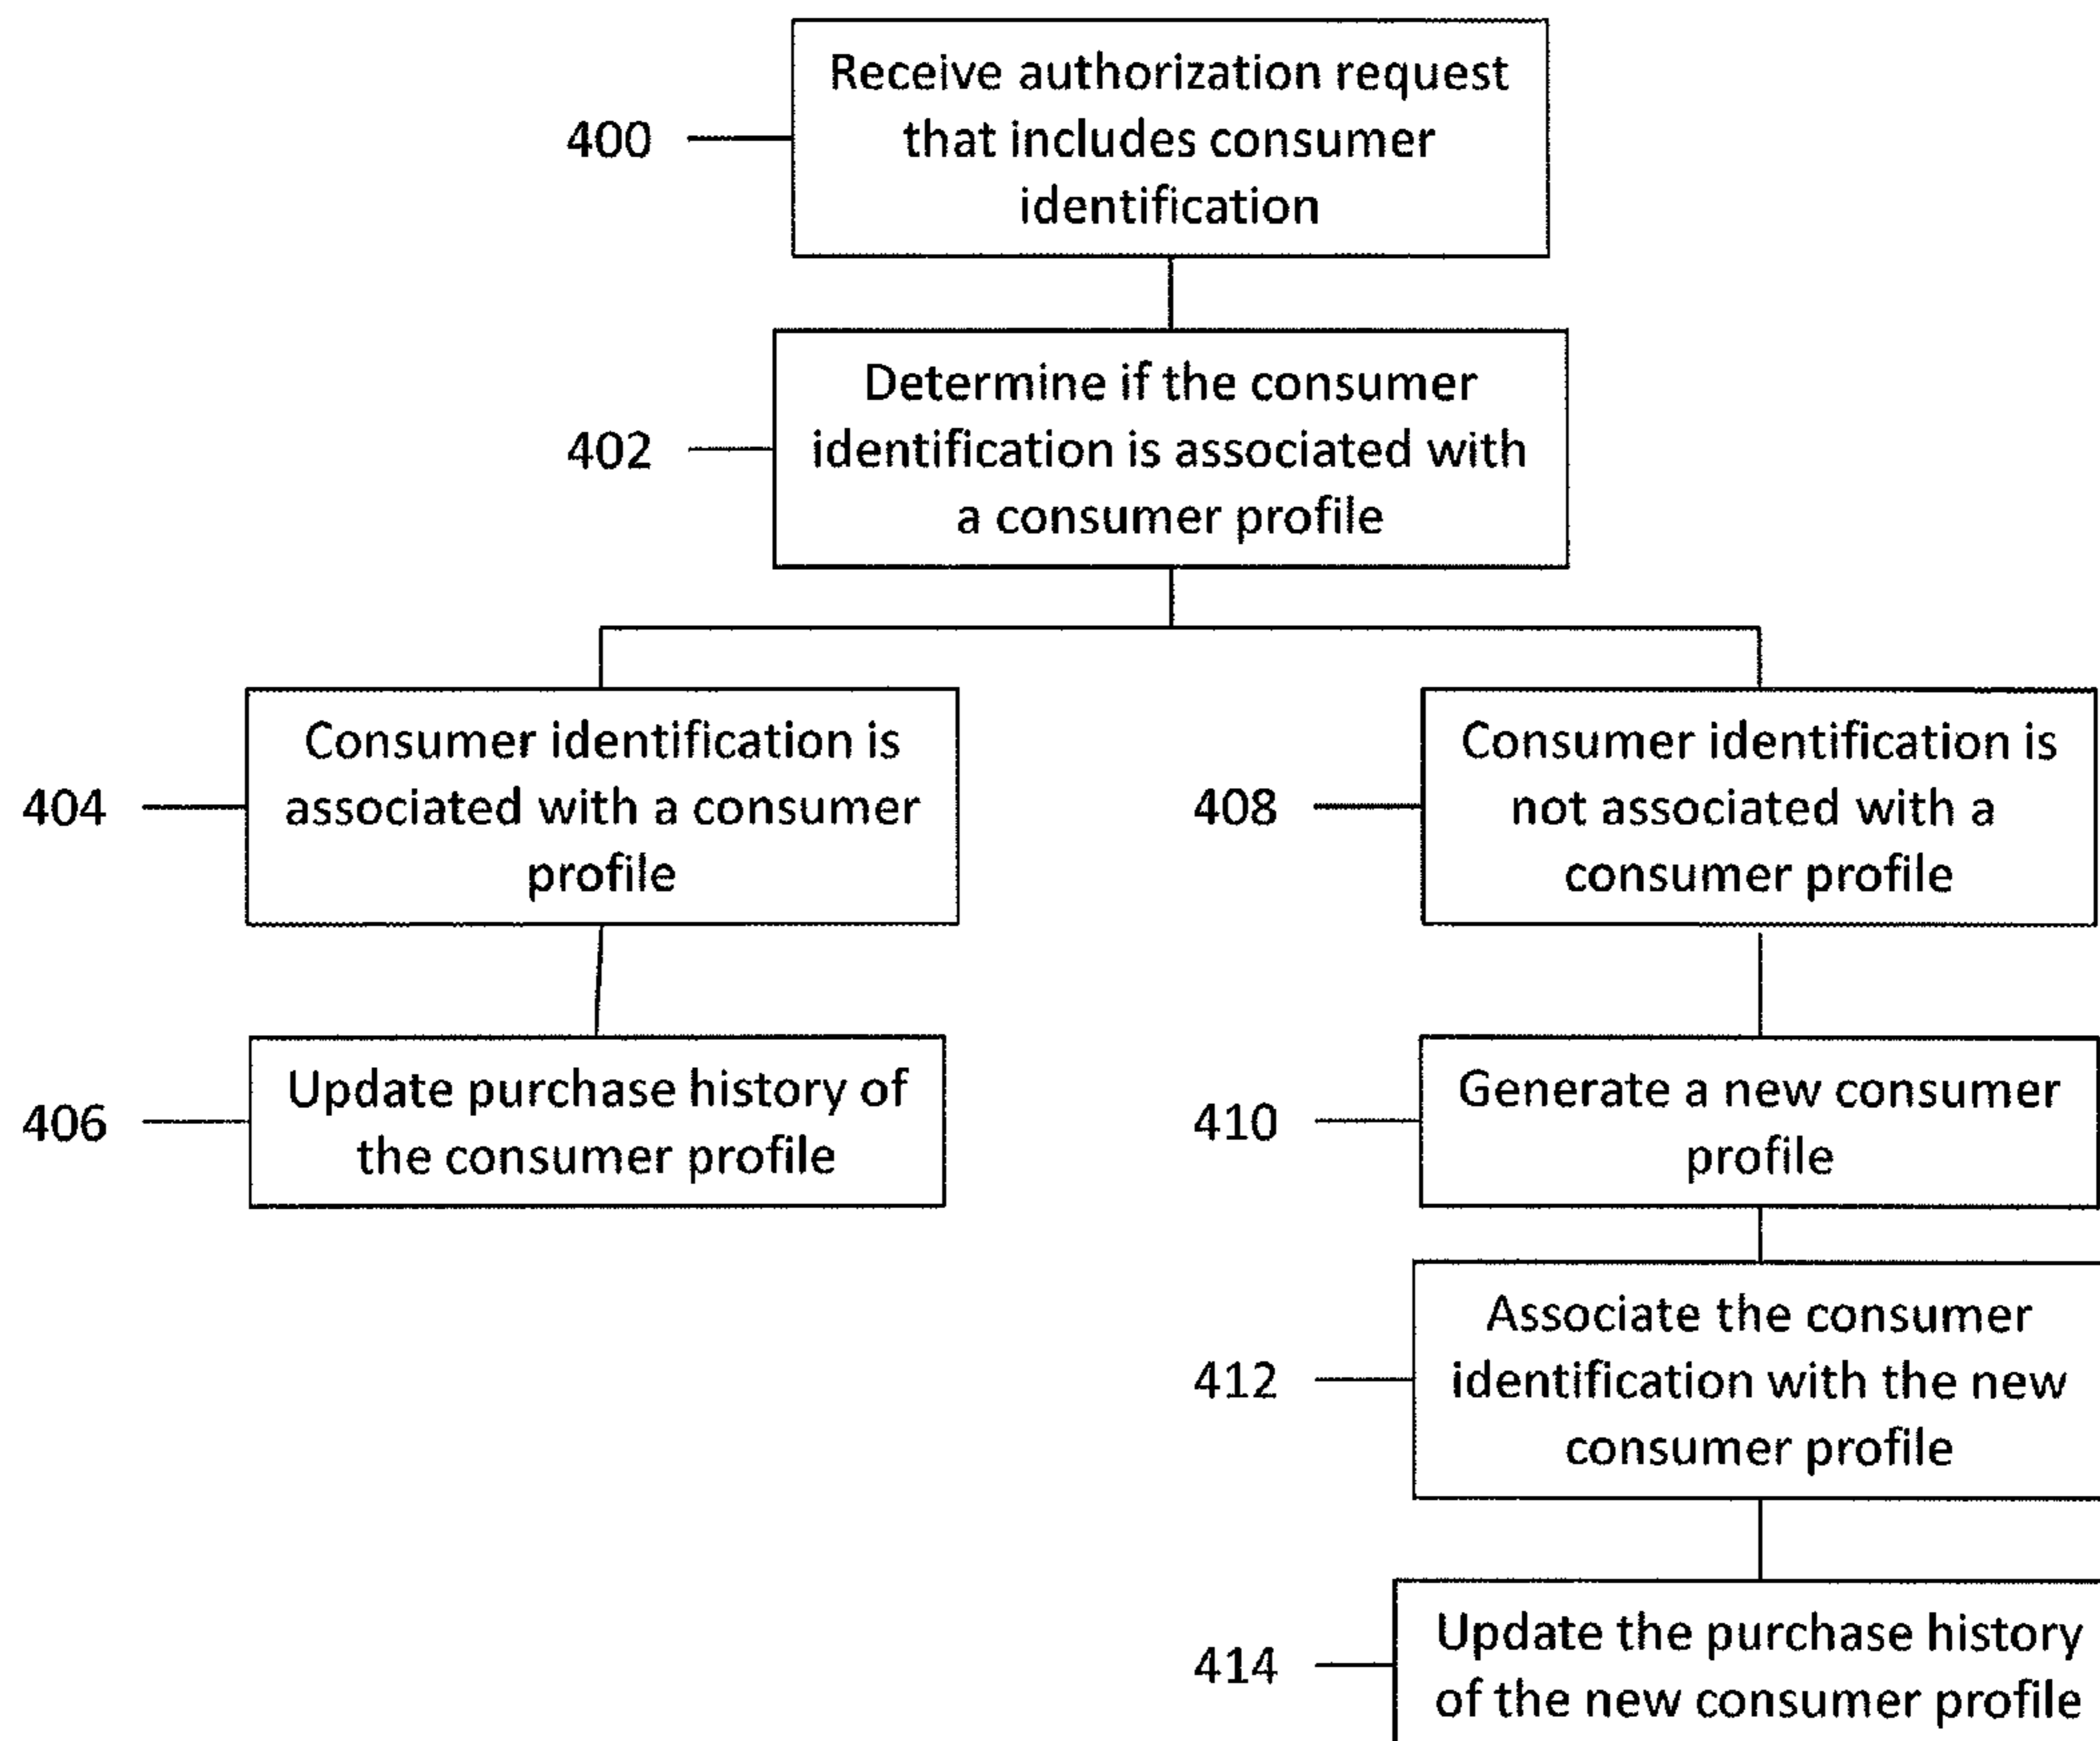 Receive authorization request
that includes consumer
identification
400
Determine if the consumer
identification is associated with
a consumer profile
402
Consumer identification is
associated with a consumer
profile
404
Update purchase history of
the consumer profile
406
Consumer identification is
not associated with a
consumer profile
408
Generate a new consumer
profile
410
Associate the consumer
identification with the new
consumer profile
412
Update the purchase history
of the new consumer profile
414